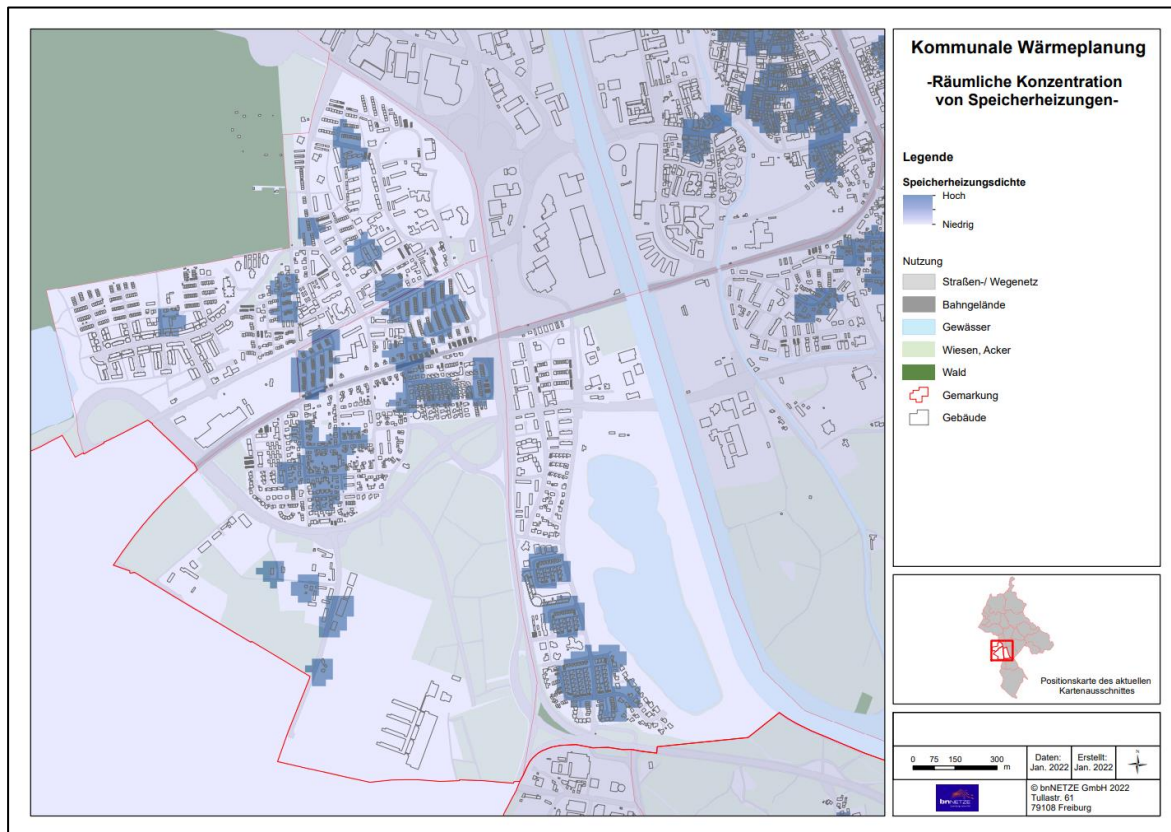 Kommunale Wärmeplanung
-Räumliche Konzentration
von Speicherheizungen-
Legende
Speicherheizungsdichte
Hoch
Niedrig
Nutzung
Straßen-/ Wegenetz
Bahngelände
Gewässer
Wiesen, Acker
Wald
Gemarkung
Gebäude
Positionskarte des aktuellen
Kartenausschnittes
0 75 150 300
m
Daten:
Jan. 2022
Erstellt:
Jan. 2022
N
bnNETZE
© bnNETZE GmbH 2022
Tullastr. 61
79108 Freiburg